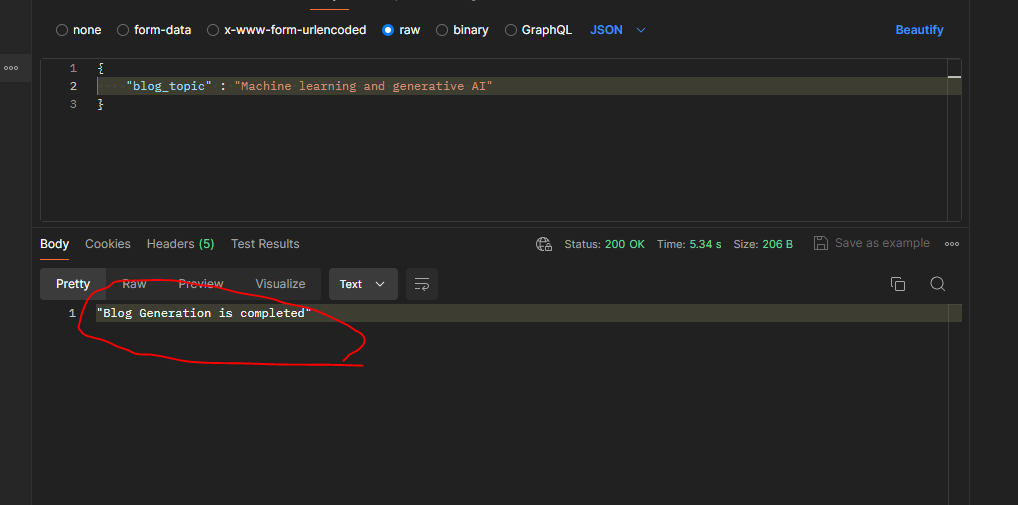 none form-data x-www-form-urlencoded raw binary GraphQL JSON Beautify
1 {
2 "blog_topic" : "Machine learning and generative AI"
3 }
Body Cookies Headers (5) Test Results Status: 200 OK Time: 5.34 s Size: 206 B Save as example
Pretty Raw Preview Visualize Text
1 "Blog Generation is completed"